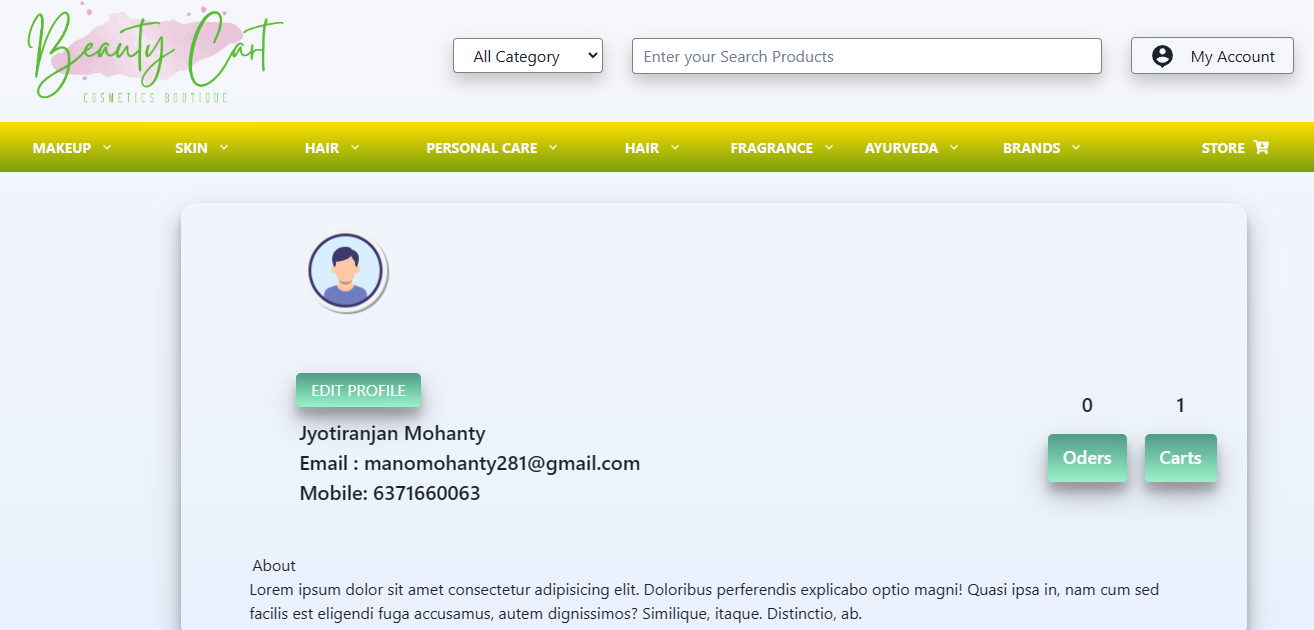 Beauty Cart
COSMETICS BOUTIQUE
All Category
Enter your Search Products
My Account
MAKEUP SKIN HAIR PERSONAL CARE HAIR FRAGRANCE AYURVEDA BRANDS STORE
EDIT PROFILE
Jyotiranjan Mohanty
Email : manomohanty281@gmail.com
Mobile: 6371660063
0 1
Oders Carts
About
Lorem ipsum dolor sit amet consectetur adipisicing elit. Doloribus perferendis explicabo optio magni! Quasi ipsa in, nam cum sed
facilis est eligendi fuga accusamus, autem dignissimos? Similique, itaque. Distinctio, ab.